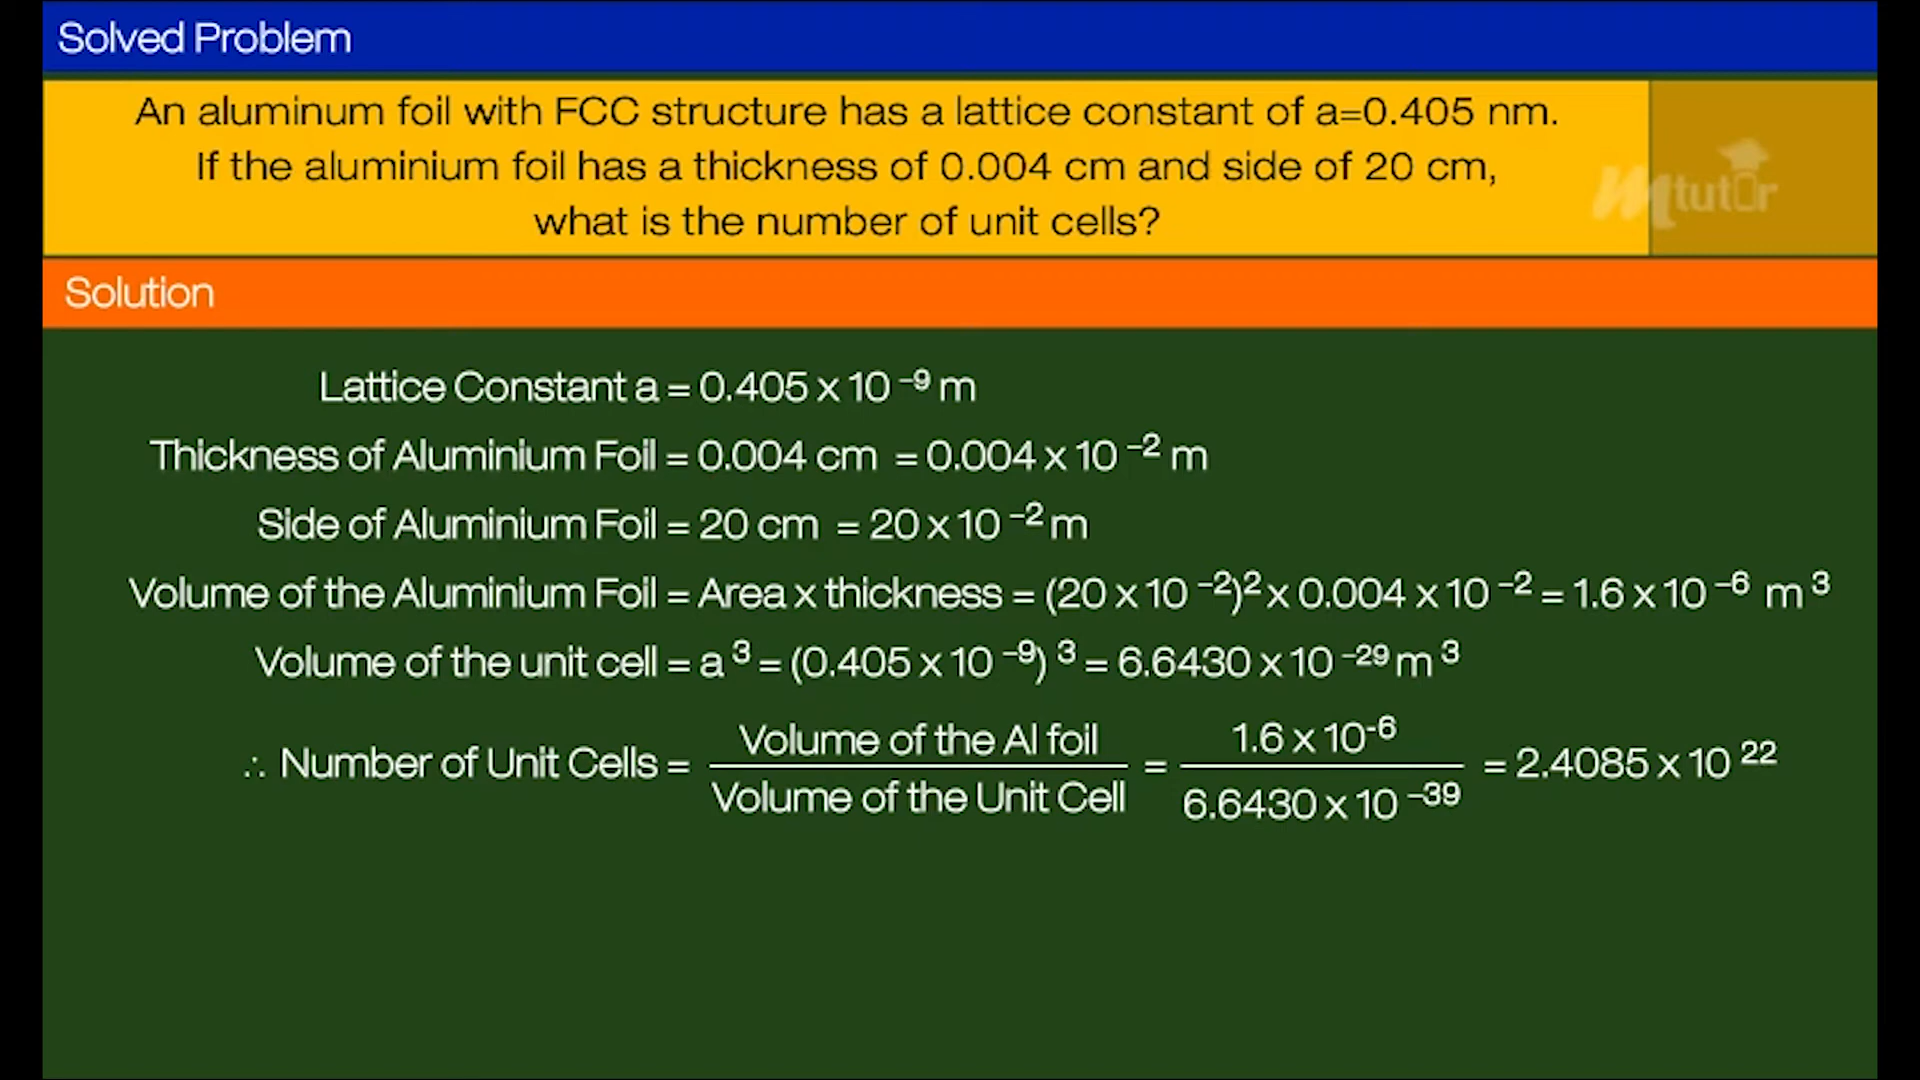 Solved Problem
An aluminum foil with FCC structure has a lattice constant of a=0.405 nm.
If the aluminium foil has a thickness of 0.004 cm and side of 20 cm,
what is the number of unit cells?
Mtutor
Solution
Lattice Constant a = 0.405 x 10 ⁻⁹ m
Thickness of Aluminium Foil = 0.004 cm = 0.004 x 10 ⁻² m
Side of Aluminium Foil = 20 cm = 20 x 10 ⁻² m
Volume of the Aluminium Foil = Area x thickness = (20 x 10 ⁻²)² x 0.004 x 10 ⁻² = 1.6 x 10 ⁻⁶ m ³
Volume of the unit cell = a ³ = (0.405 x 10 ⁻⁹) ³ = 6.6430 x 10 ⁻²⁹ m ³
∴ Number of Unit Cells = Volume of the Al foil / Volume of the Unit Cell = 1.6 x 10⁻⁶ / 6.6430 x 10 ⁻³⁹ = 2.4085 x 10 ²²